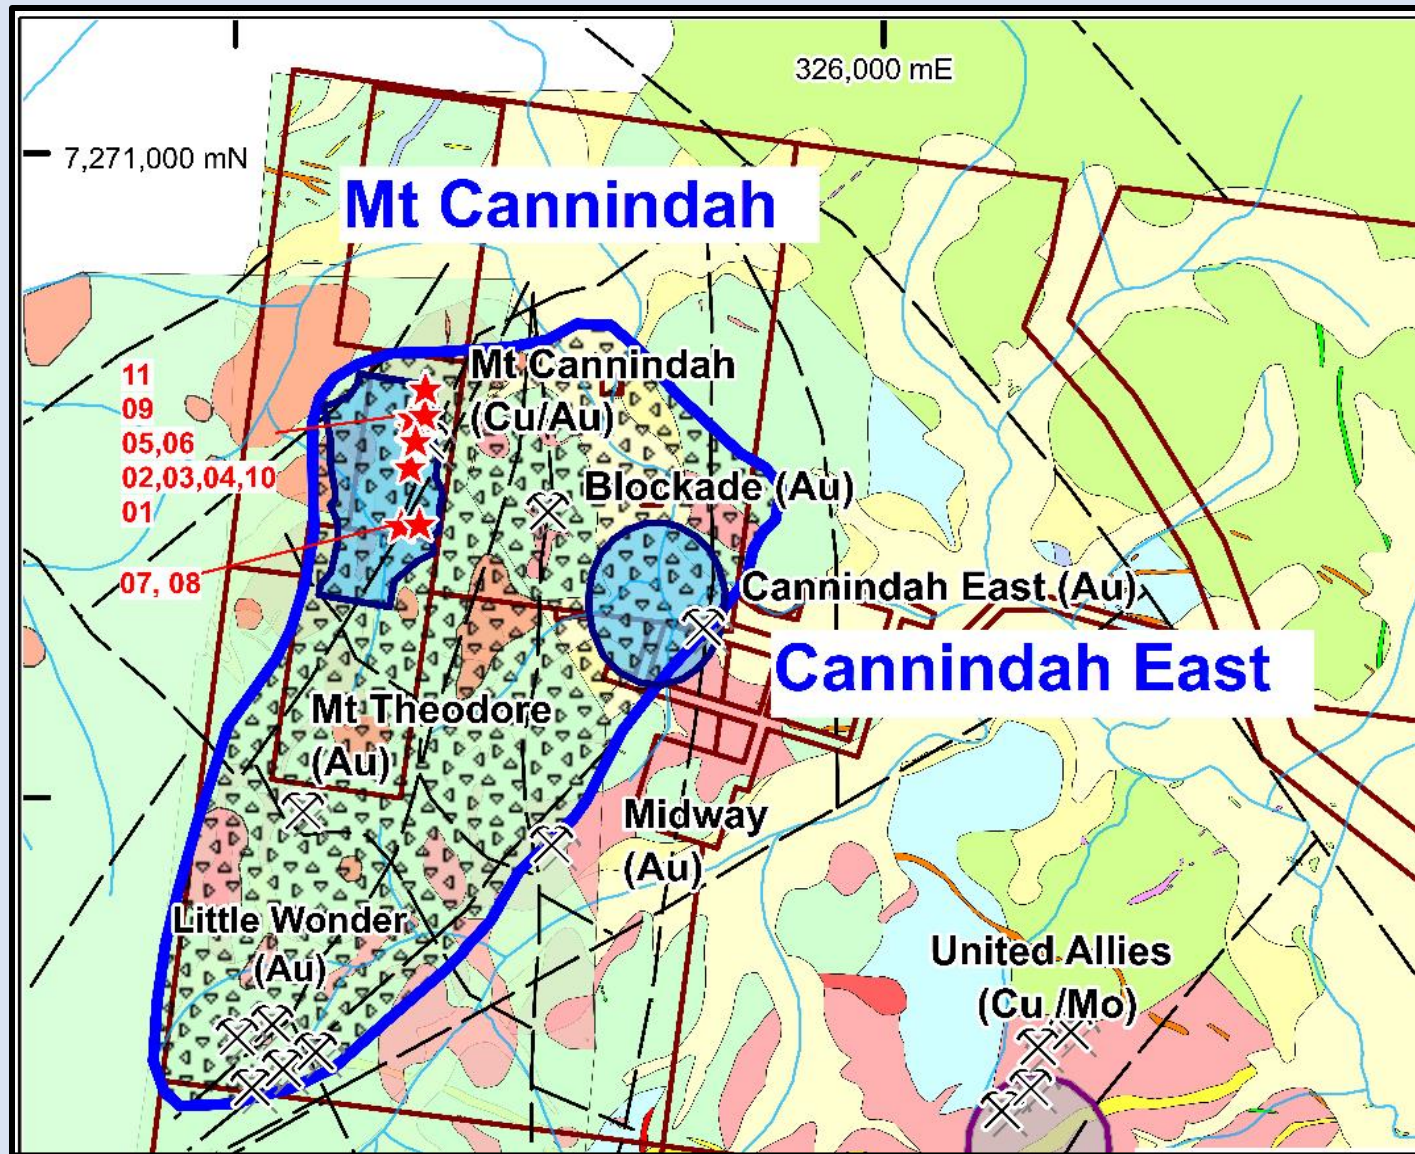 326,000 mE
7,271,000 mN
Mt Cannindah
Mt Cannindah
(Cu/Au)
11
09
05,06
02,03,04,10
01
07, 08
Blockade (Au)
Cannindah East (Au)
Cannindah East
Mt Theodore
(Au)
Midway
(Au)
Little Wonder
(Au)
United Allies
(Cu /Mo)